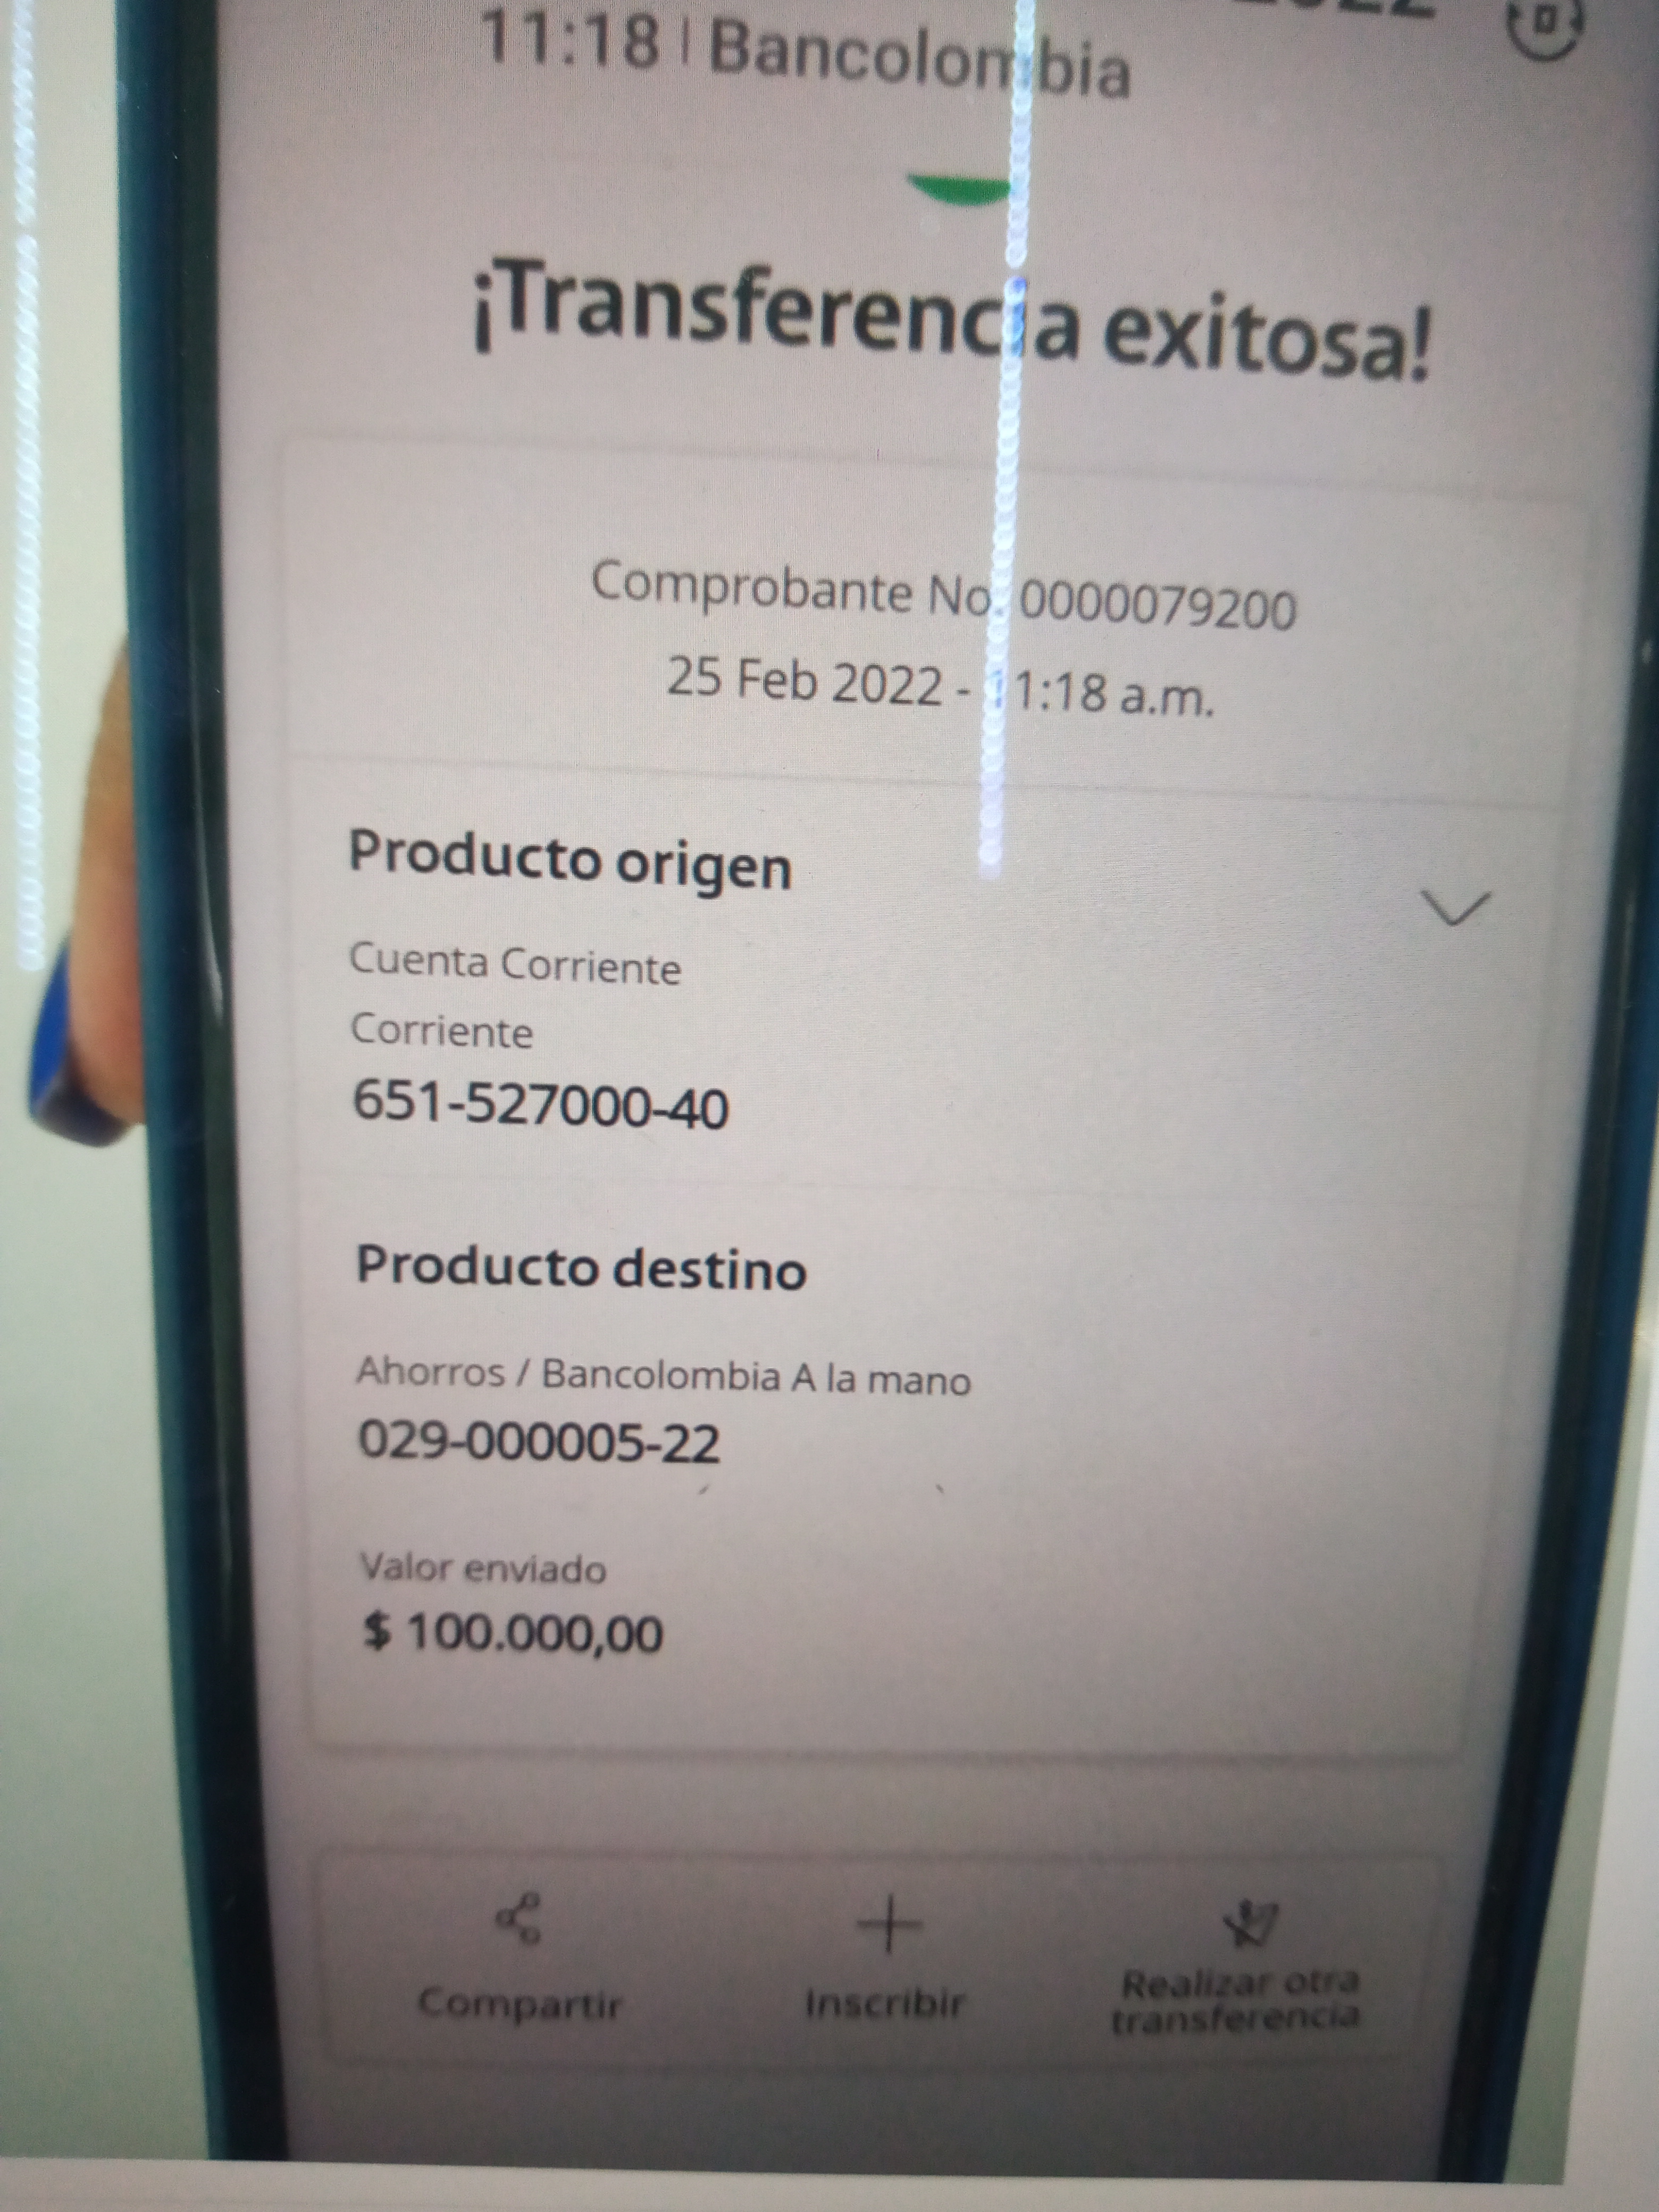 11:18 | Bancolombia
¡Transferencia exitosa!
Comprobante No. 0000079200
25 Feb 2022 - 11:18 a.m.
Producto origen
Cuenta Corriente
Corriente
651-527000-40
Producto destino
Ahorros / Bancolombia A la mano
029-000005-22
Valor enviado
$ 100.000,00
Compartir
Inscribir
Realizar otra
transferencia